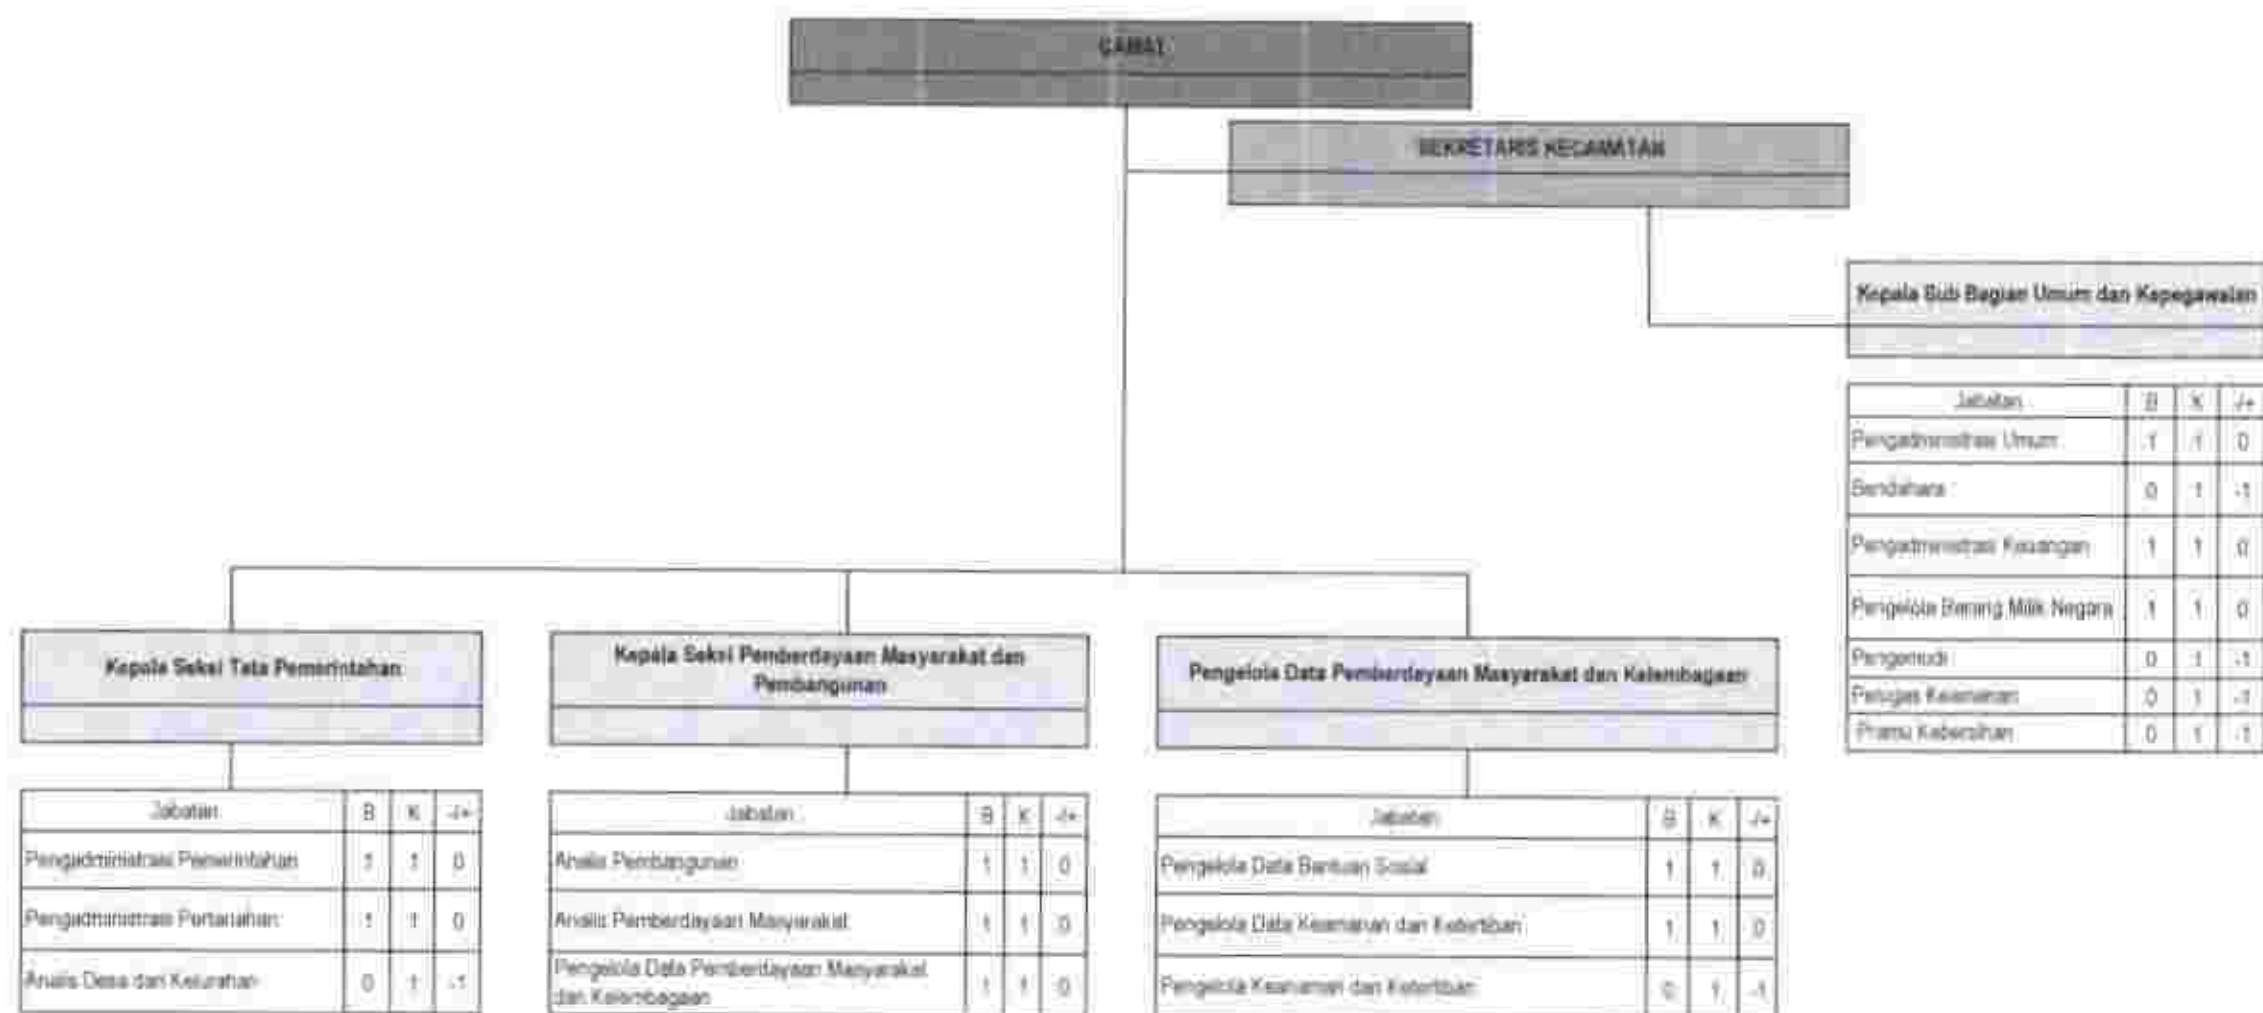 CAMAT
SEKRETARIS KECAMATAN
Kepala Sub Bagian Umum dan Kepegawaian
Jabatan B K -/+
Pengadministrasi Umum 1 1 0
Bendahara 0 1 -1
Pengadministrasi Keuangan 1 1 0
Pengelola Barang Milik Negara 1 1 0
Pengemudi 0 1 -1
Petugas Keamanan 0 1 -1
Pramu Kebersihan 0 1 -1
Kepala Seksi Tata Pemerintahan
Jabatan B K -/+
Pengadministrasi Pemerintahan 1 1 0
Pengadministrasi Pertanahan 1 1 0
Analis Desa dan Kelurahan 0 1 -1
Kepala Seksi Pemberdayaan Masyarakat dan
Pembangunan
Jabatan B K -/+
Analis Pembangunan 1 1 0
Analis Pemberdayaan Masyarakat 1 1 0
Pengelola Data Pemberdayaan Masyarakat
dan Kelembagaan 1 1 0
Pengelola Data Pemberdayaan Masyarakat dan Kelembagaan
Jabatan B K -/+
Pengelola Data Bantuan Sosial 1 1 0
Pengelola Data Keamanan dan Ketertiban 1 1 0
Pengelola Keamanan dan Ketertiban 0 1 -1